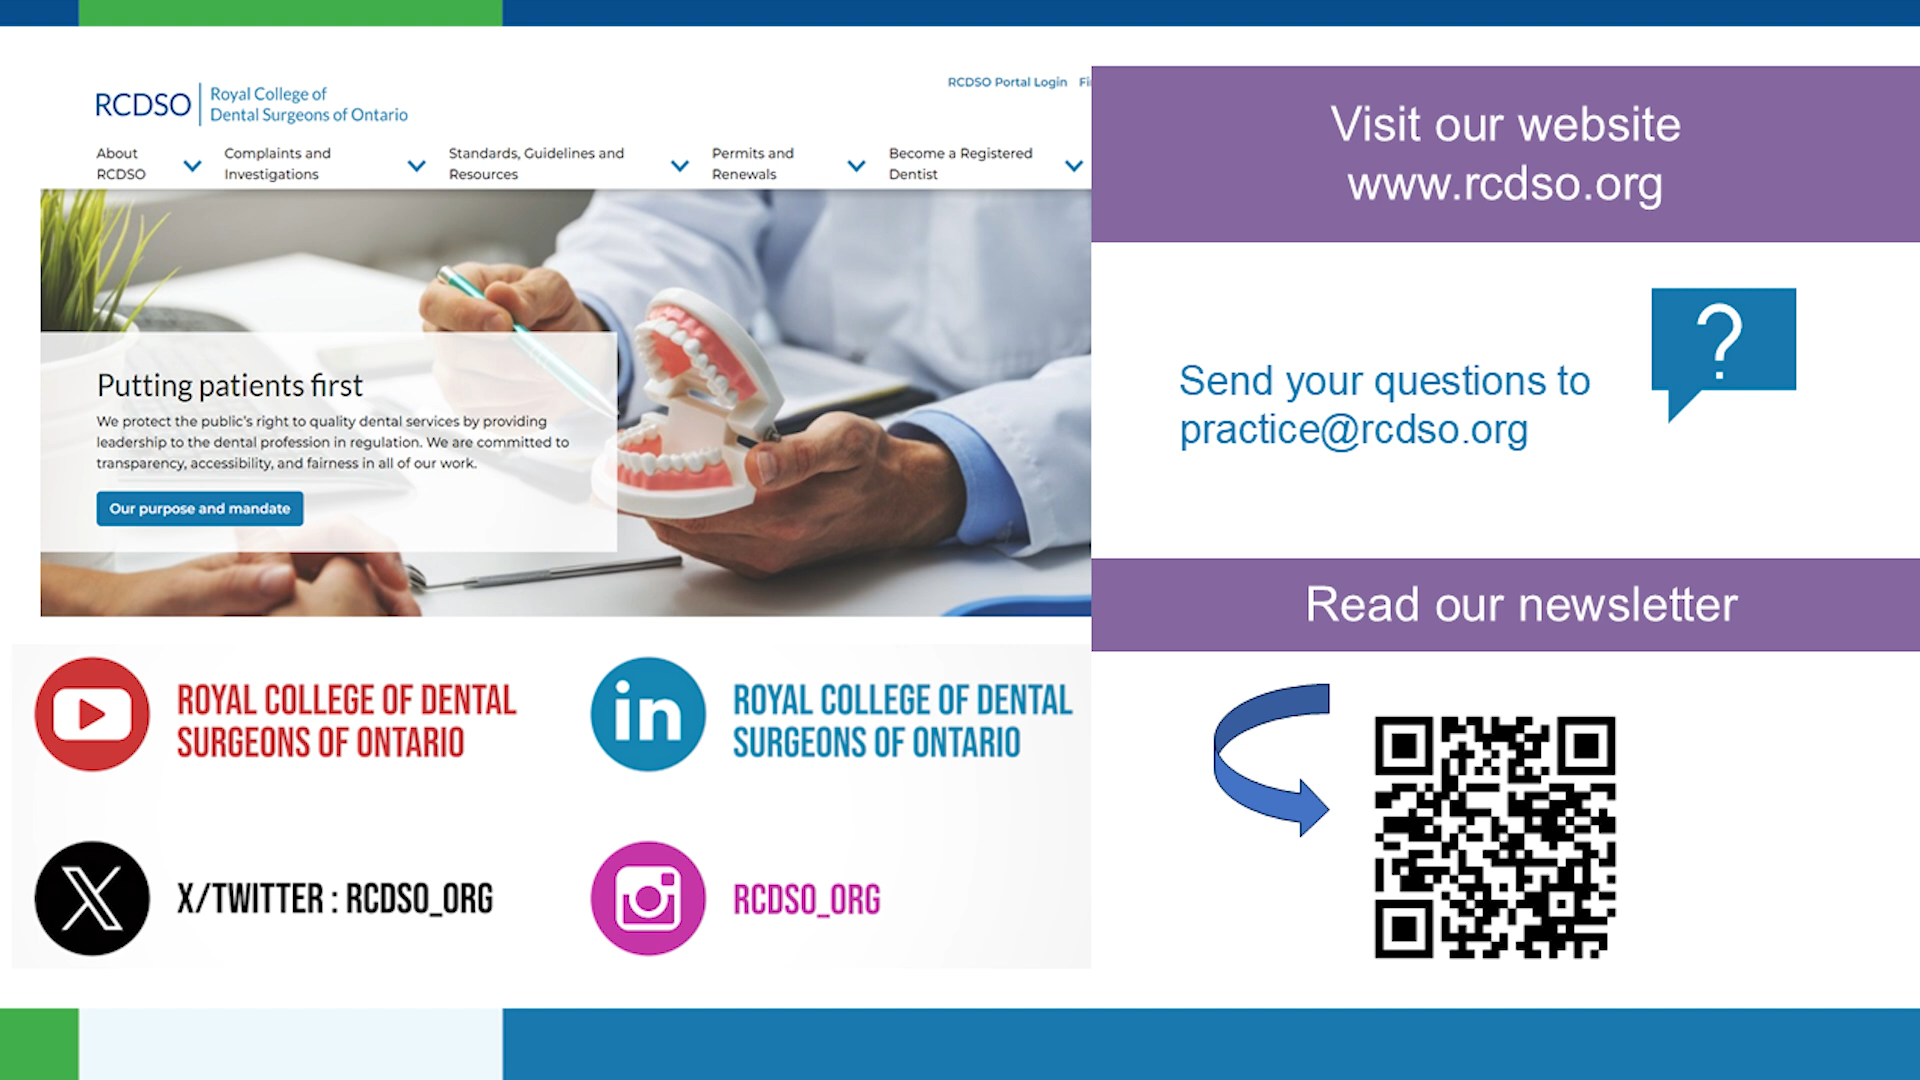 RCDSO
Royal College of
Dental Surgeons of Ontario
RCDSO Portal Login
About
RCDSO
Complaints and
Investigations
Standards, Guidelines and
Resources
Permits and
Renewals
Become a Registered
Dentist
Putting patients first
We protect the public's right to quality dental services by providing
leadership to the dental profession in regulation. We are committed to
transparency, accessibility, and fairness in all of our work.
Our purpose and mandate
ROYAL COLLEGE OF DENTAL
SURGEONS OF ONTARIO
in
ROYAL COLLEGE OF DENTAL
SURGEONS OF ONTARIO
X/TWITTER : RCDSO_ORG
RCDSO_ORG
Visit our website
www.rcdso.org
?
Send your questions to
practice@rcdso.org
Read our newsletter